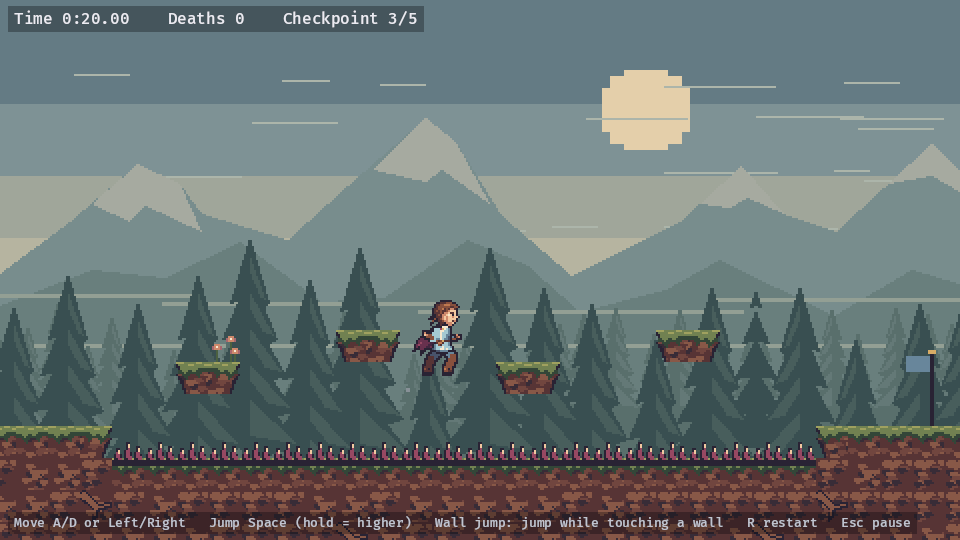 Time 0:20.00 Deaths 0 Checkpoint 3/5
Move A/D or Left/Right Jump Space (hold = higher) Wall jump: jump while touching a wall R restart Esc pause